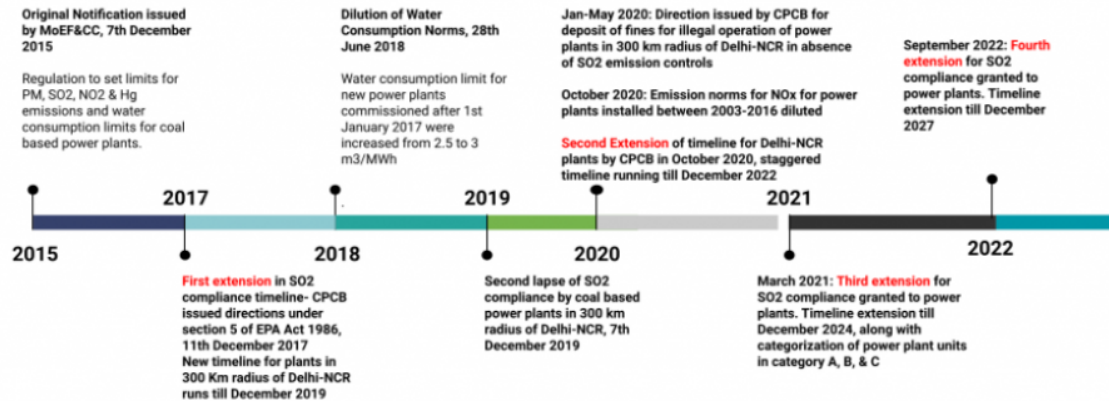 Original Notification issued
by MoEF&CC, 7th December
2015
Regulation to set limits for
PM, SO2, NO2 & Hg
emissions and water
consumption limits for coal
based power plants.
Dilution of Water
Consumption Norms, 28th
June 2018
Water consumption limit for
new power plants
commissioned after 1st
January 2017 were
increased from 2.5 to 3
m3/MWh
Jan-May 2020: Direction issued by CPCB for
deposit of fines for illegal operation of power
plants in 300 km radius of Delhi-NCR in absence
of SO2 emission controls
October 2020: Emission norms for NOx for power
plants installed between 2003-2016 diluted
Second Extension of timeline for Delhi-NCR
plants by CPCB in October 2020, staggered
timeline running till December 2022
September 2022: Fourth
extension for SO2
compliance granted to
power plants. Timeline
extension till December
2027
2017
2019
2021
2015
2018
2020
2022
First extension in SO2
compliance timeline- CPCB
issued directions under
section 5 of EPA Act 1986,
11th December 2017
New timeline for plants in
300 Km radius of Delhi-NCR
runs till December 2019
Second lapse of SO2
compliance by coal based
power plants in 300 km
radius of Delhi-NCR, 7th
December 2019
March 2021: Third extension for
SO2 compliance granted to power
plants. Timeline extension till
December 2024, along with
categorization of power plant units
in category A, B, & C